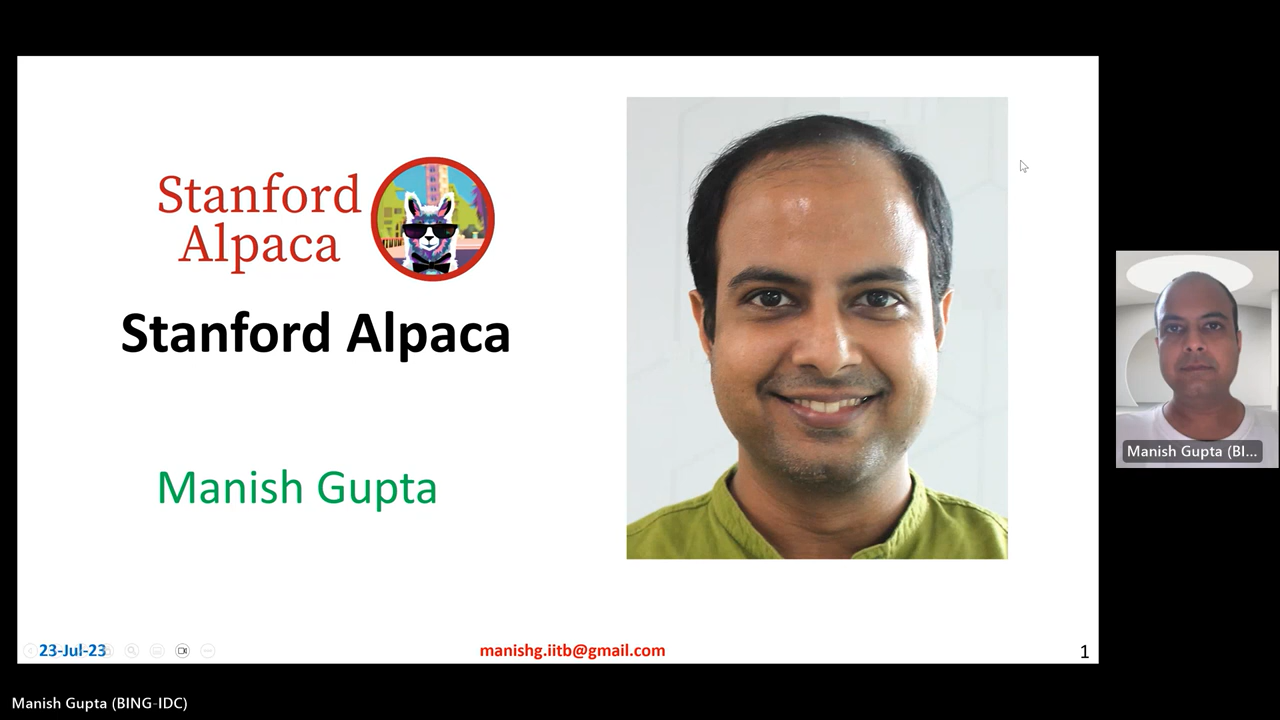 Stanford
Alpaca
Stanford Alpaca
Manish Gupta
Manish Gupta (BI...
23-Jul-23
manishg.iitb@gmail.com
1
Manish Gupta (BING-IDC)